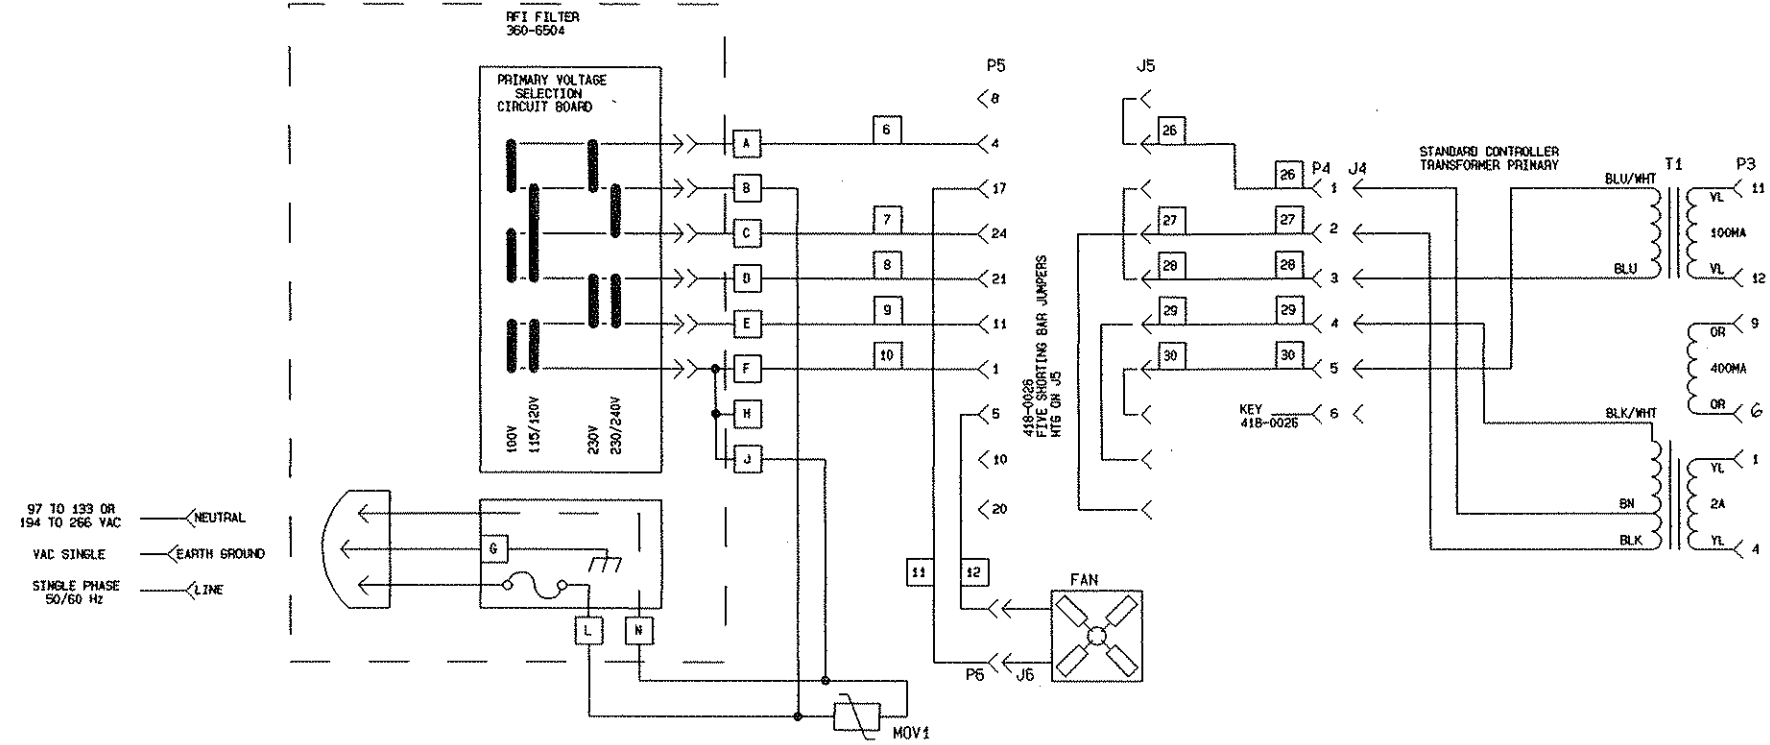 RFI FILTER
360-6504
PRIMARY VOLTAGE
SELECTION
CIRCUIT BOARD
100V
115/120V
230V
230/240V
A
B
C
D
E
F
H
J
6
7
8
9
10
P5
8
4
17
24
21
11
1
5
10
20
418-0026
FIVE SHORTING BAR JUMPERS
MTG ON J5
J5
26
27
28
29
30
26
27
28
29
30
P4
J4
1
2
3
4
5
6
KEY
418-0026
STANDARD CONTROLLER
TRANSFORMER PRIMARY
BLU/WHT
BLU
BLK/WHT
BN
BLK
T1
P3
VL
100MA
VL
11
12
OR
400MA
OR
9
6
YL
2A
YL
1
4
97 TO 133 OR
194 TO 266 VAC
NEUTRAL
VAC SINGLE
EARTH GROUND
SINGLE PHASE
50/60 Hz
LINE
G
L
N
11
12
FAN
P6
J6
MOV1